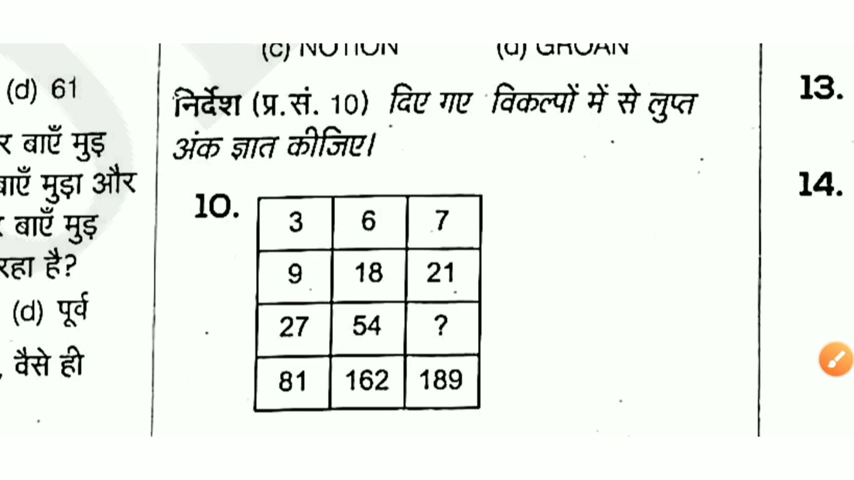 (c) NOTION (d) GROAN
(d) 61
र बाएँ मुड़
बाएँ मुड़ा और
र बाएँ मुड़
रहा है?
(d) पूर्व
, वैसे ही
निर्देश (प्र.सं. 10) दिए गए विकल्पों में से लुप्त
अंक ज्ञात कीजिए।
10.
3 6 7
9 18 21
27 54 ?
81 162 189
13.
14.